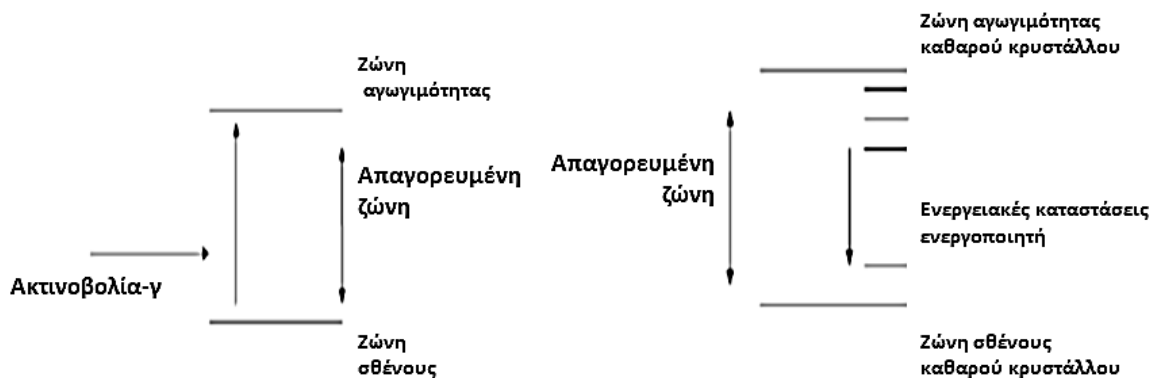 Ζώνη
αγωγιμότητας
Απαγορευμένη
ζώνη
Ακτινοβολία-γ
Ζώνη
σθένους
Ζώνη αγωγιμότητας
καθαρού κρυστάλλου
Απαγορευμένη
ζώνη
Ενεργειακές καταστάσεις
ενεργοποιητή
Ζώνη σθένους
καθαρού κρυστάλλου